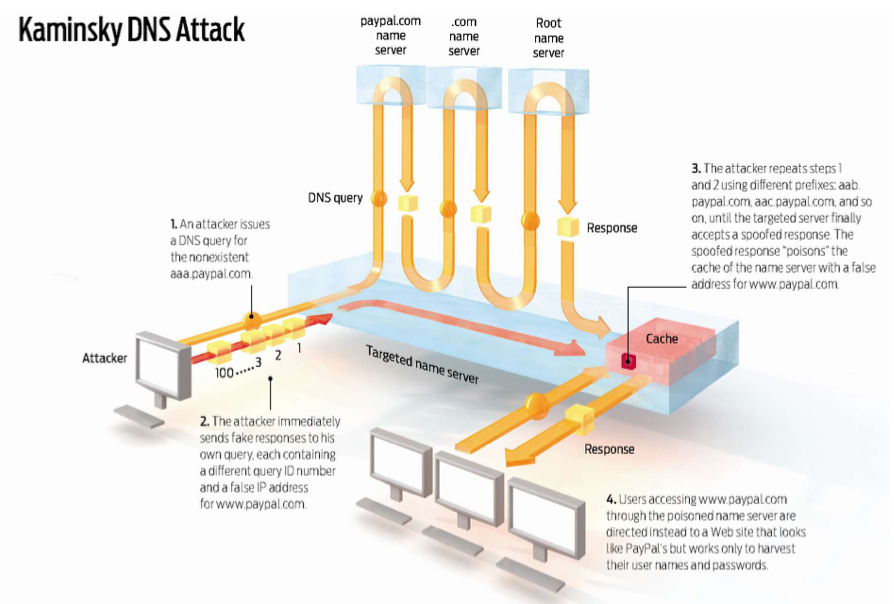 Kaminsky DNS Attack
paypal.com
name
server
.com
name
server
Root
name
server
DNS query
Response
1. An attacker issues
a DNS query for
the nonexistent
aaa.paypal.com.
3. The attacker repeats steps 1
and 2 using different prefixes: aab.
paypal.com, aac.paypal.com, and so
on, until the targeted server finally
accepts a spoofed response. The
spoofed response “poisons” the
cache of the name server with a false
address for www.paypal.com.
Attacker
100.....3 2 1
Targeted name server
Cache
2. The attacker immediately
sends fake responses to his
own query, each containing
a different query ID number
and a false IP address
for www.paypal.com.
Response
4. Users accessing www.paypal.com
through the poisoned name server are
directed instead to a Web site that looks
like PayPal's but works only to harvest
their user names and passwords.